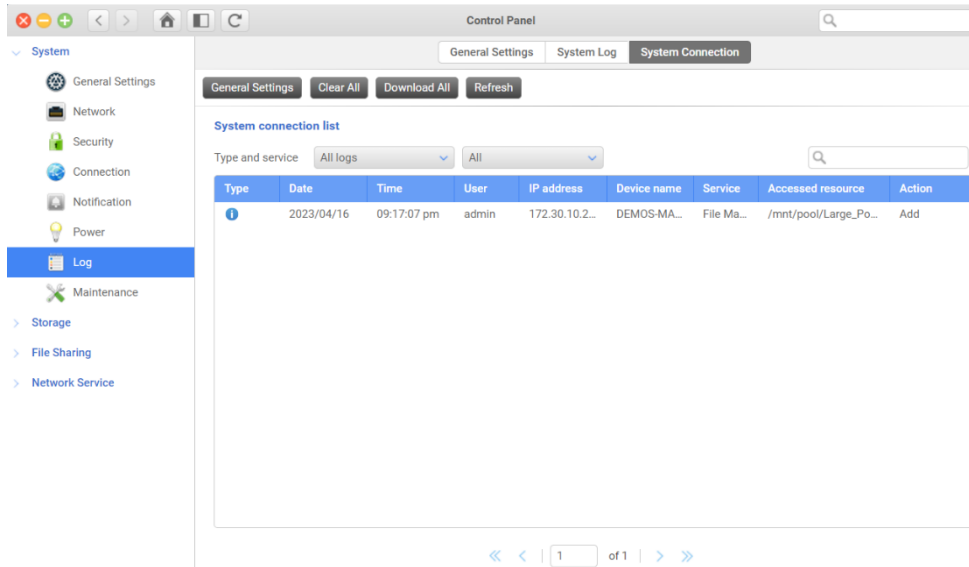 Control Panel
System
General Settings
Network
Security
Connection
Notification
Power
Log
Maintenance
Storage
File Sharing
Network Service
General Settings System Log System Connection
General Settings Clear All Download All Refresh
System connection list
Type and service All logs All
Type Date Time User IP address Device name Service Accessed resource Action
2023/04/16 09:17:07 pm admin 172.30.10.2... DEMOS-MA... File Ma... /mnt/pool/Large_Po... Add
1 of 1